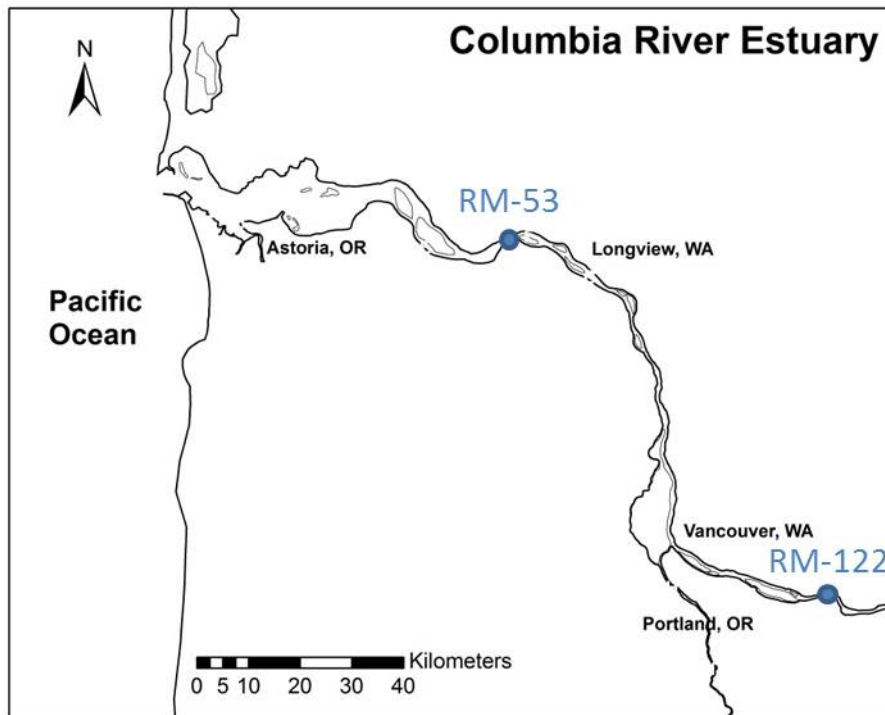 Columbia River Estuary
N
RM-53
Longview, WA
Astoria, OR
Pacific
Ocean
Vancouver, WA
RM-122
Portland, OR
Kilometers
0 5 10 20 30 40